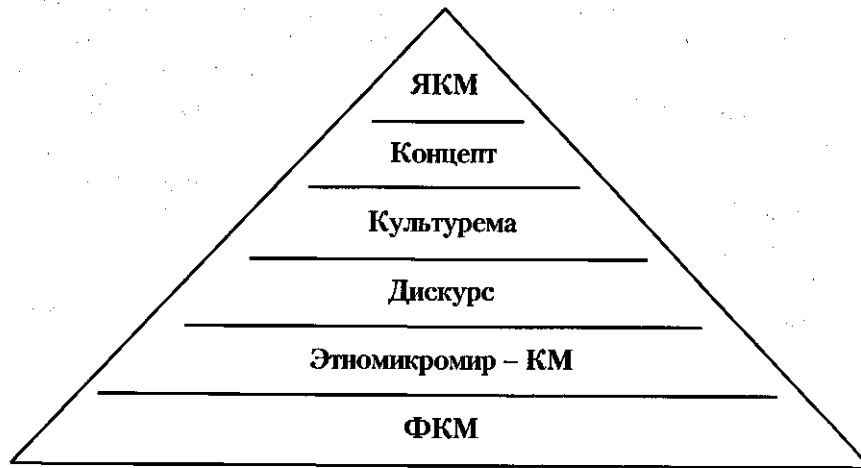 ЯКМ
Концепт
Культурема
Дискурс
Этномикромир – КМ
ФКМ